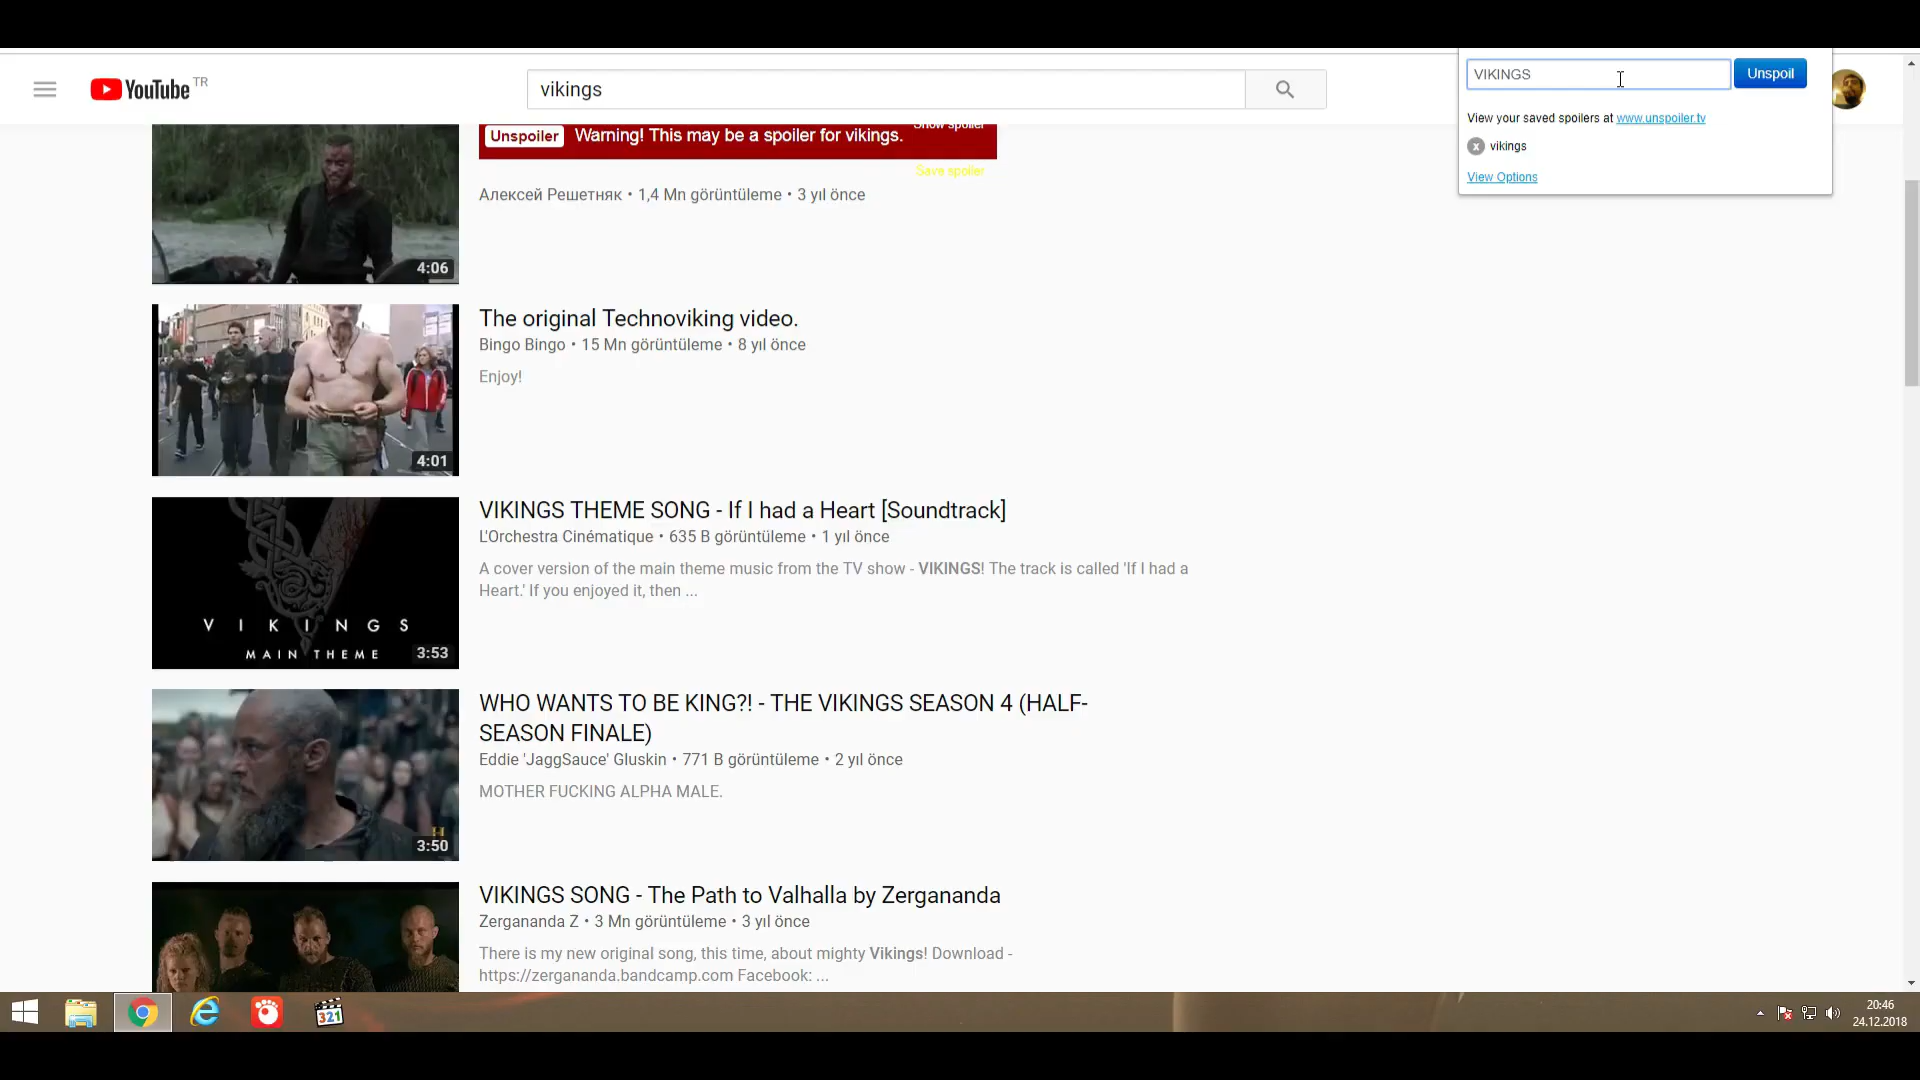 YouTube TR
vikings
VIKINGS
Unspoil
View your saved spoilers at www.unspoiler.tv
x vikings
View Options
Show spoiler
Unspoiler Warning! This may be a spoiler for vikings.
Save spoiler
Алексей Решетняк • 1,4 Mn görüntüleme • 3 yıl önce
4:06
The original Technoviking video.
Bingo Bingo • 15 Mn görüntüleme • 8 yıl önce
Enjoy!
4:01
VIKINGS THEME SONG - If I had a Heart [Soundtrack]
L'Orchestra Cinématique • 635 B görüntüleme • 1 yıl önce
A cover version of the main theme music from the TV show - VIKINGS! The track is called 'If I had a
Heart.' If you enjoyed it, then ...
VIKINGS
MAIN THEME
3:53
WHO WANTS TO BE KING?! - THE VIKINGS SEASON 4 (HALF-
SEASON FINALE)
Eddie 'JaggSauce' Gluskin • 771 B görüntüleme • 2 yıl önce
MOTHER FUCKING ALPHA MALE.
H
3:50
VIKINGS SONG - The Path to Valhalla by Zergananda
Zergananda Z • 3 Mn görüntüleme • 3 yıl önce
There is my new original song, this time, about mighty Vikings! Download -
https://zergananda.bandcamp.com Facebook: ...
321
20:46
24.12.2018